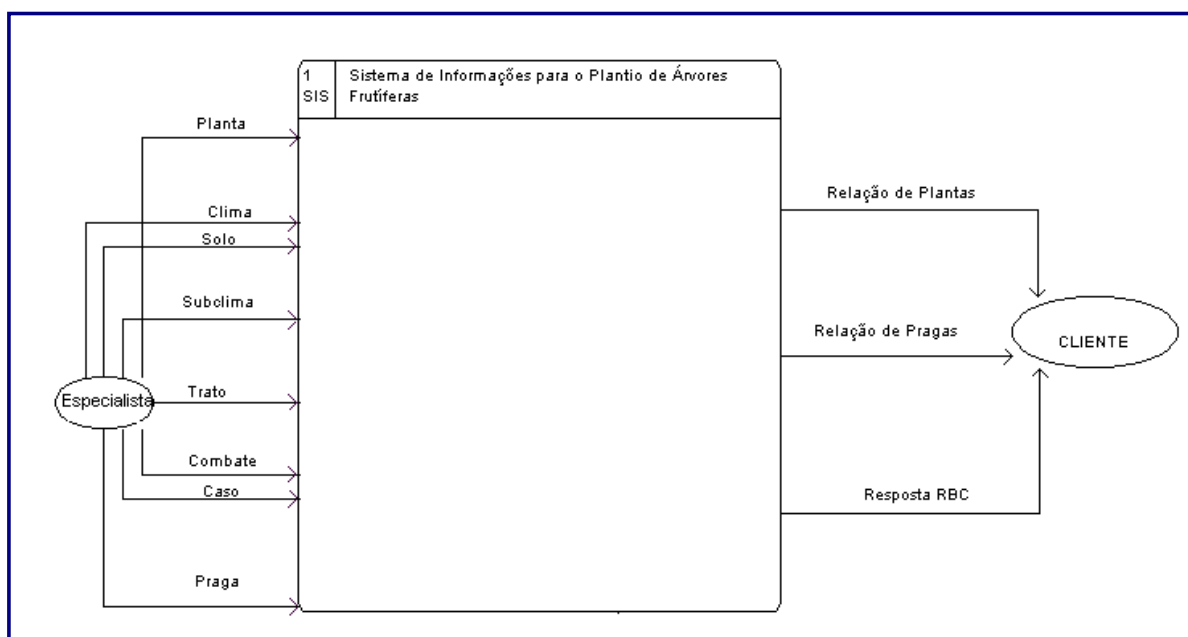 1
SIS
Sistema de Informações para o Plantio de Árvores
Frutíferas
Planta
Clima
Solo
Subclima
Trato
Combate
Caso
Praga
Especialista
Relação de Plantas
Relação de Pragas
Resposta RBC
CLIENTE